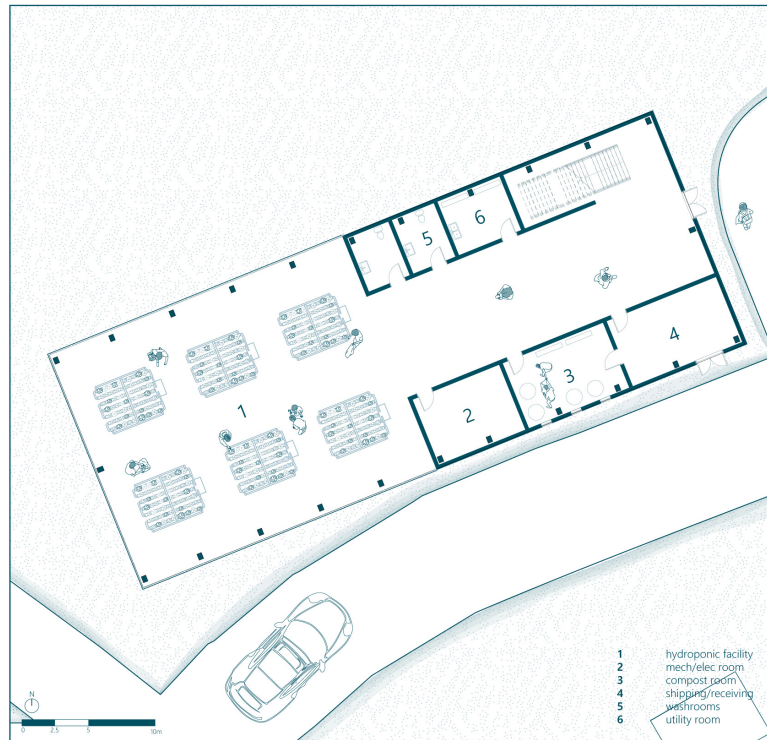 6
5
4
3
1
2
1 hydroponic facility
2 mech/elec room
3 compost room
4 shipping/receiving
5 washrooms
6 utility room
N
0 2.5 5 10m